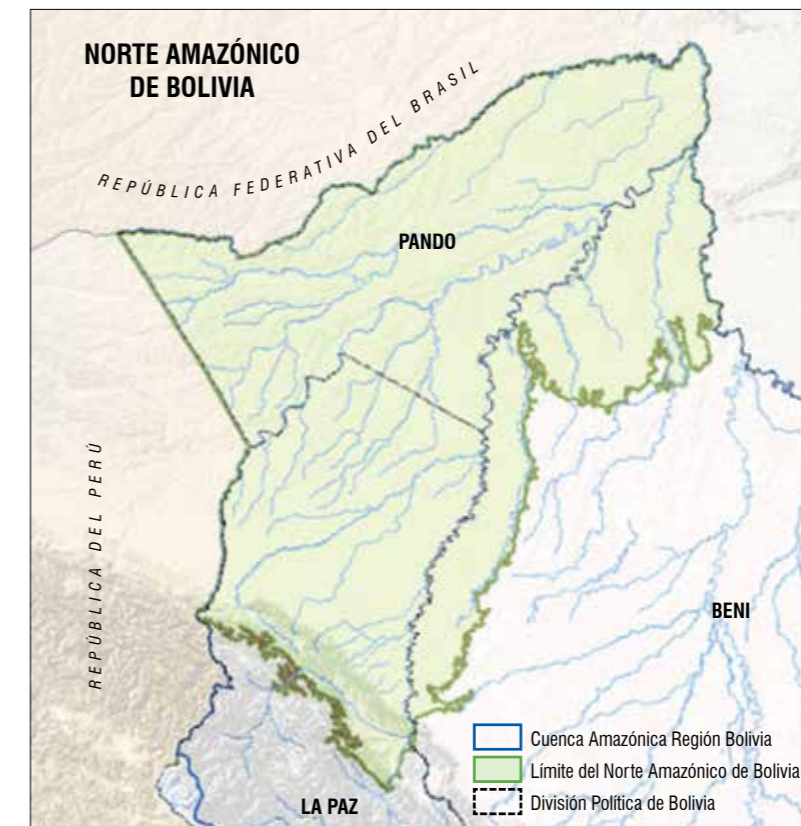 NORTE AMAZÓNICO
DE BOLIVIA
REPÚBLICA FEDERATIVA DEL BRASIL
PANDO
REPÚBLICA DEL PERÚ
BENI
LA PAZ
Cuenca Amazónica Región Bolivia
Límite del Norte Amazónico de Bolivia
División Política de Bolivia